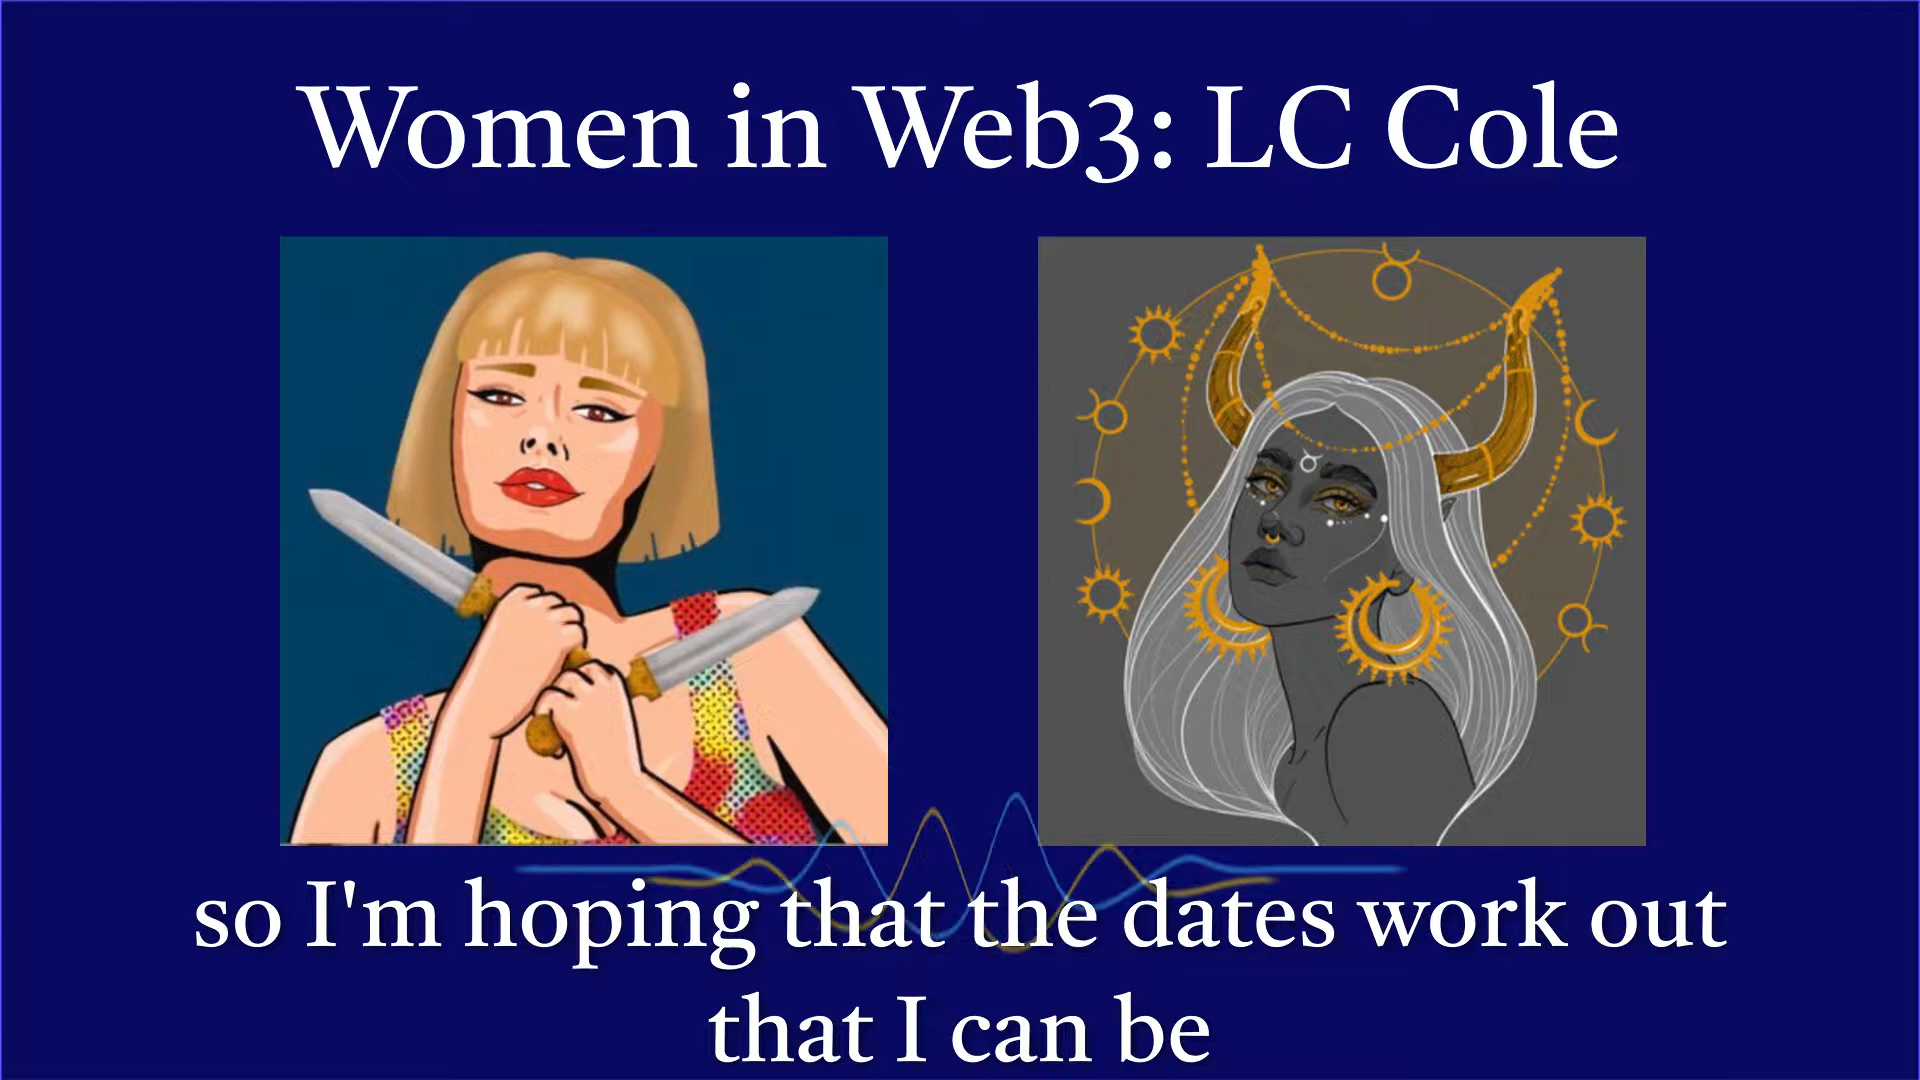 Women in Web3: LC Cole
so I'm hoping that the dates work out
that I can be